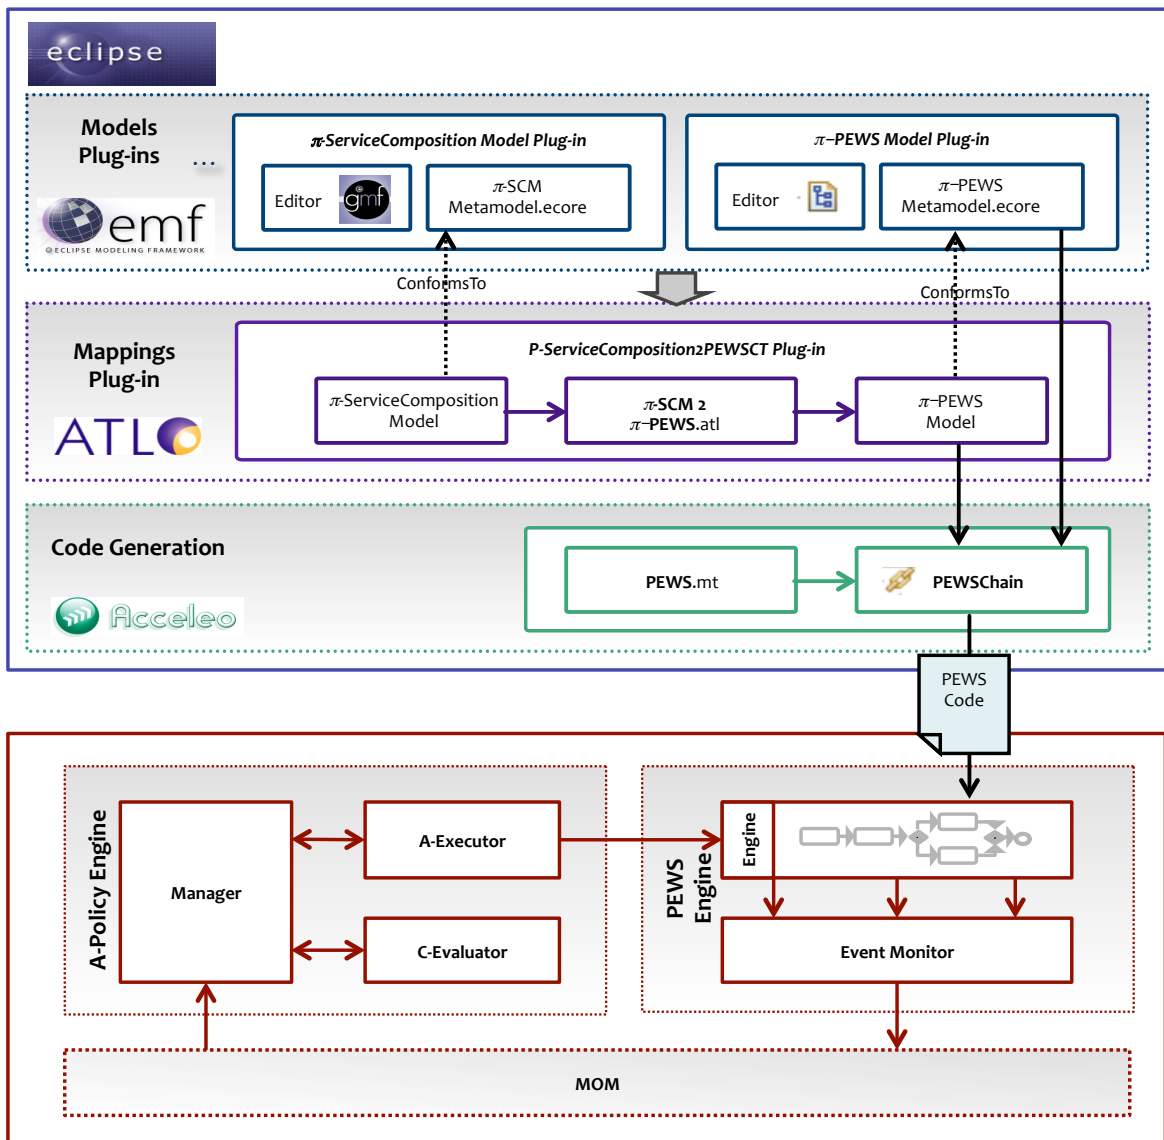 eclipse
Models
Plug-ins
...
emf
ECLIPSE MODELING FRAMEWORK
π-ServiceComposition Model Plug-in
Editor
gmf
π-SCM
Metamodel.ecore
π–PEWS Model Plug-in
Editor
π–PEWS
Metamodel.ecore
ConformsTo
ConformsTo
Mappings
Plug-in
ATL
P-ServiceComposition2PEWSCT Plug-in
π-ServiceComposition
Model
π-SCM 2
π–PEWS.atl
π–PEWS
Model
Code Generation
Acceleo
PEWS.mt
PEWSChain
PEWS
Code
A-Policy Engine
Manager
A-Executor
C-Evaluator
PEWS
Engine
Engine
Event Monitor
MOM